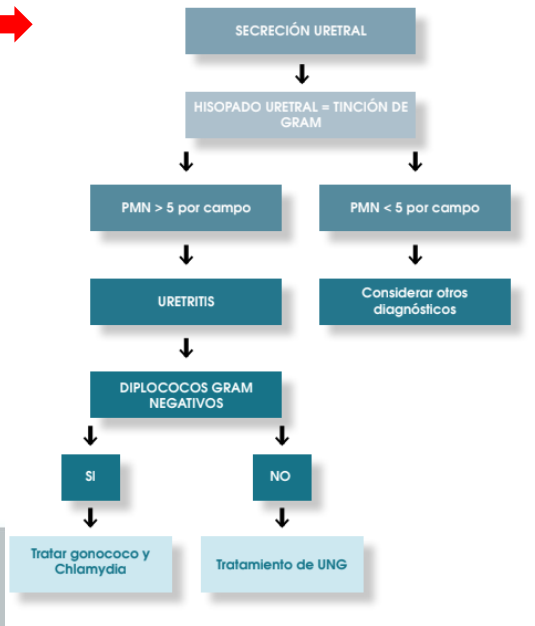 SECRECIÓN URETRAL
HISOPADO URETRAL = TINCIÓN DE
GRAM
PMN > 5 por campo
PMN < 5 por campo
URETRITIS
Considerar otros
diagnósticos
DIPLOCOCOS GRAM
NEGATIVOS
SI
NO
Tratar gonococo y
Chlamydia
Tratamiento de UNG